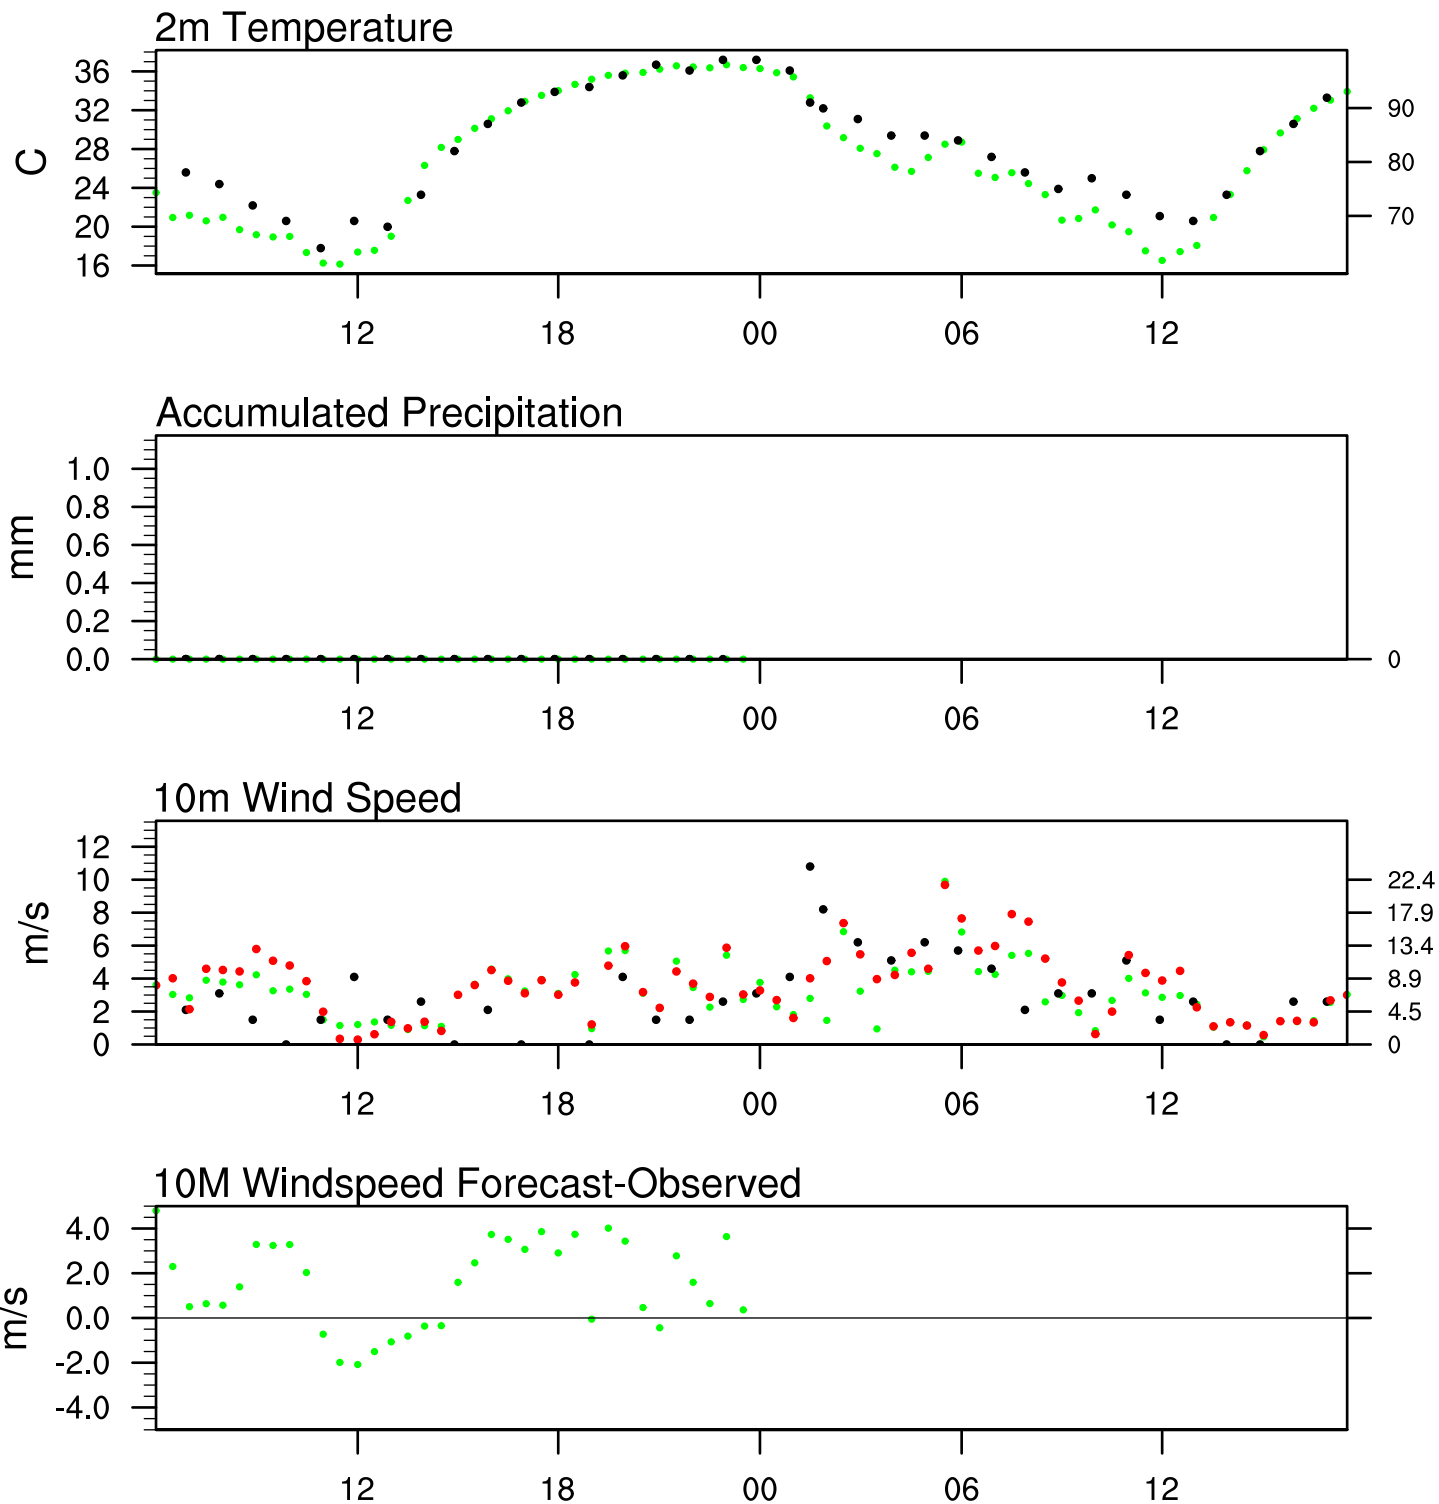 2m Temperature
C
36
32
28
24
20
16
90
80
70
12 18 00 06 12
Accumulated Precipitation
mm
1.0
0.8
0.6
0.4
0.2
0.0
0
12 18 00 06 12
10m Wind Speed
m/s
12
10
8
6
4
2
0
22.4
17.9
13.4
8.9
4.5
0
12 18 00 06 12
10M Windspeed Forecast-Observed
m/s
4.0
2.0
0.0
-2.0
-4.0
12 18 00 06 12